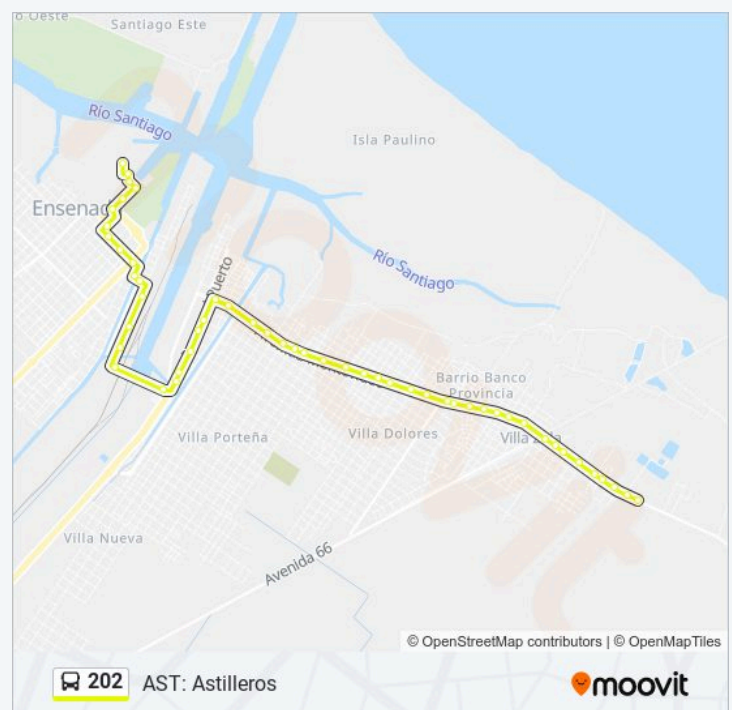 o Oeste
Santiago Este
Río Santiago
Isla Paulino
Ensenad
Río Santiago
Puerto
Barrio Banco
Provincia
Villa Porteña
Villa Dolores
Villa
Villa Nueva
Avenida 66
© OpenStreetMap contributors | © OpenMapTiles
202 AST: Astilleros
moovit